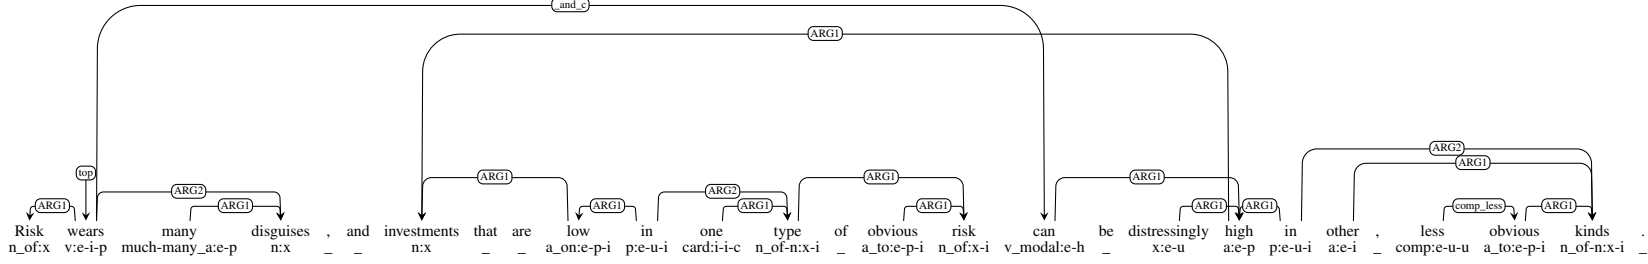 _and_c
ARG1
top
ARG2
ARG1
ARG1 ARG2 ARG1 ARG1 ARG1
ARG1 ARG1 ARG1 ARG1 ARG1 ARG1 ARG1 comp_less ARG1
Risk wears many disguises , and investments that are low in one type of obvious risk can be distressingly high in other , less obvious kinds .
n_of:x v:e-i-p much-many_a:e-p n:x _ _ n:x _ _ a_on:e-p-i p:e-u-i card:i-i-c n_of-n:x-i _ a_to:e-p-i n_of:x-i v_modal:e-h _ x:e-u a:e-p p:e-u-i a:e-i _ comp:e-u-u a_to:e-p-i n_of-n:x-i _